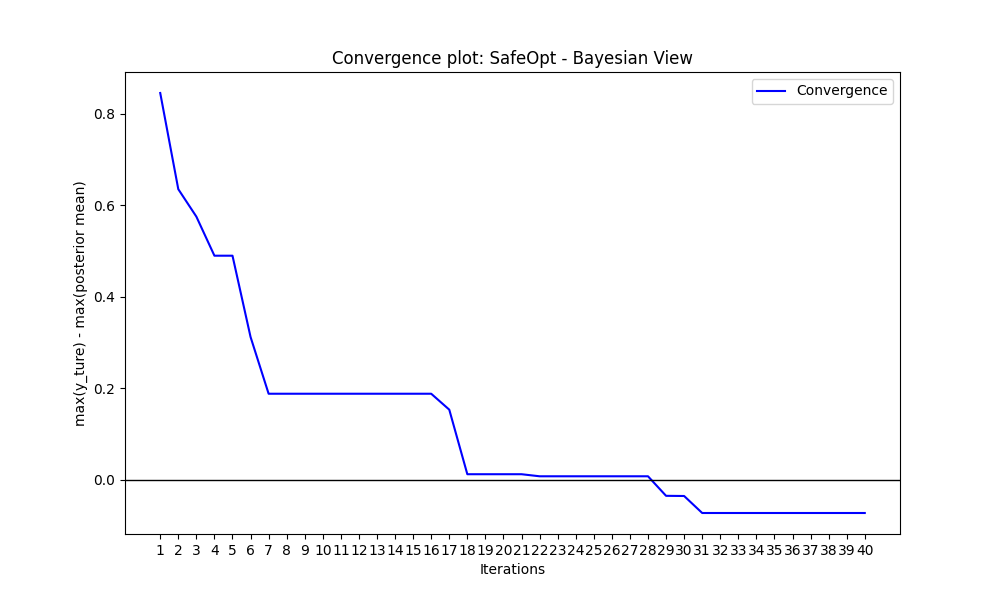 Convergence plot: SafeOpt - Bayesian View
Convergence
max(y_ture) - max(posterior mean)
0.8
0.6
0.4
0.2
0.0
1 2 3 4 5 6 7 8 9 10 11 12 13 14 15 16 17 18 19 20 21 22 23 24 25 26 27 28 29 30 31 32 33 34 35 36 37 38 39 40
Iterations